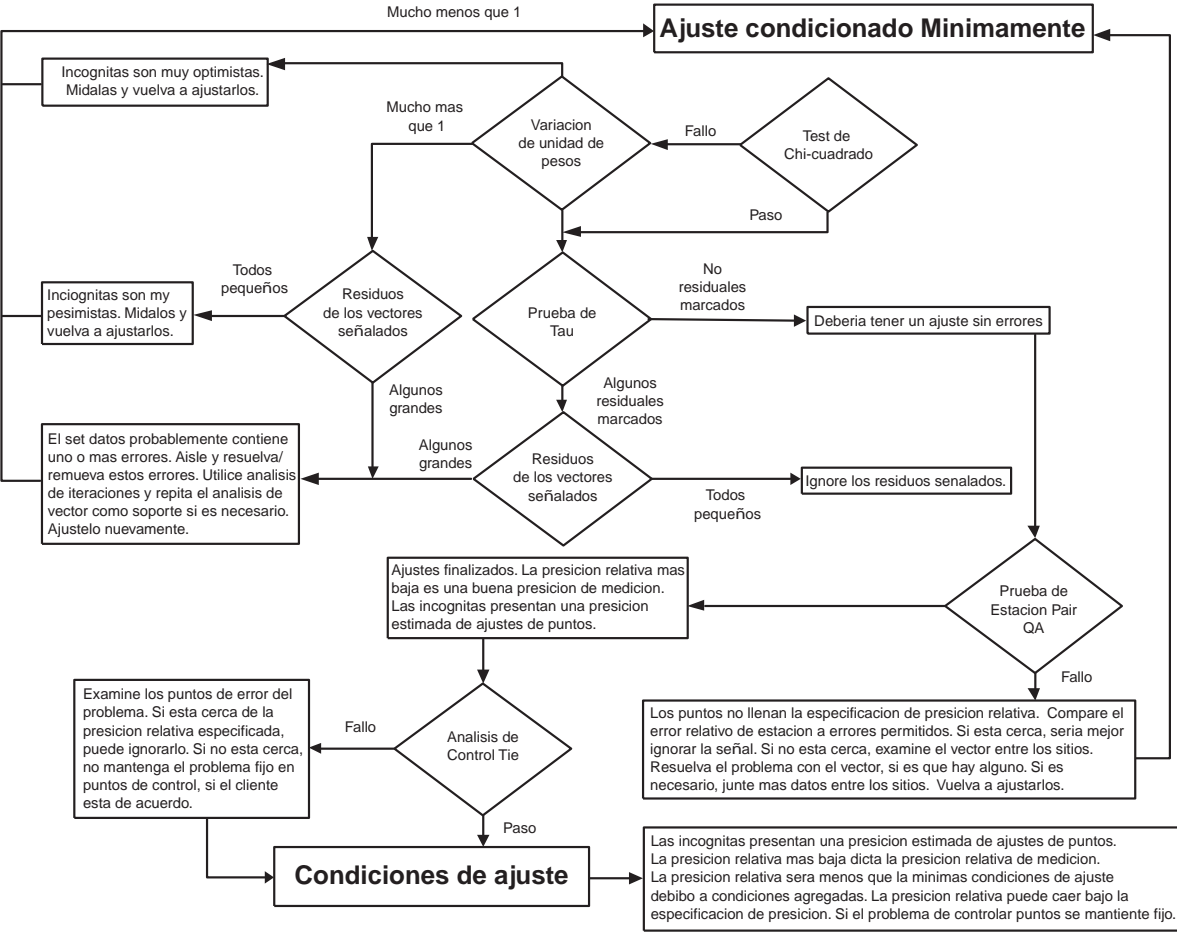 Mucho menos que 1
Ajuste condicionado Minimamente
Incognitas son muy optimistas.
Midalas y vuelva a ajustarlos.
Mucho mas
que 1
Variacion
de unidad de
pesos
Fallo
Test de
Chi-cuadrado
Paso
Todos
pequeños
Inciognitas son my
pesimistas. Midalos y
vuelva a ajustarlos.
Residuos
de los vectores
señalados
Prueba de
Tau
No
residuales
marcados
Deberia tener un ajuste sin errores
Algunos
grandes
Algunos
residuales
marcados
El set datos probablemente contiene
uno o mas errores. Aisle y resuelva/
remueva estos errores. Utilice analisis
de iteraciones y repita el analisis de
vector como soporte si es necesario.
Ajustelo nuevamente.
Algunos
grandes
Residuos
de los vectores
señalados
Todos
pequeños
Ignore los residuos senalados.
Ajustes finalizados. La presicion relativa mas
baja es una buena presicion de medicion.
Las incognitas presentan una presicion
estimada de ajustes de puntos.
Prueba de
Estacion Pair
QA
Fallo
Examine los puntos de error del
problema. Si esta cerca de la
presicion relativa especificada,
puede ignorarlo. Si no esta cerca,
no mantenga el problema fijo en
puntos de control, si el cliente
esta de acuerdo.
Fallo
Analisis de
Control Tie
Los puntos no llenan la especificacion de presicion relativa. Compare el
error relativo de estacion a errores permitidos. Si esta cerca, seria mejor
ignorar la señal. Si no esta cerca, examine el vector entre los sitios.
Resuelva el problema con el vector, si es que hay alguno. Si es
necesario, junte mas datos entre los sitios. Vuelva a ajustarlos.
Paso
Condiciones de ajuste
Las incognitas presentan una presicion estimada de ajustes de puntos.
La presicion relativa mas baja dicta la presicion relativa de medicion.
La presicion relativa sera menos que la minimas condiciones de ajuste
debibo a condiciones agregadas. La presicion relativa puede caer bajo la
especificacion de presicion. Si el problema de controlar puntos se mantiente fijo.